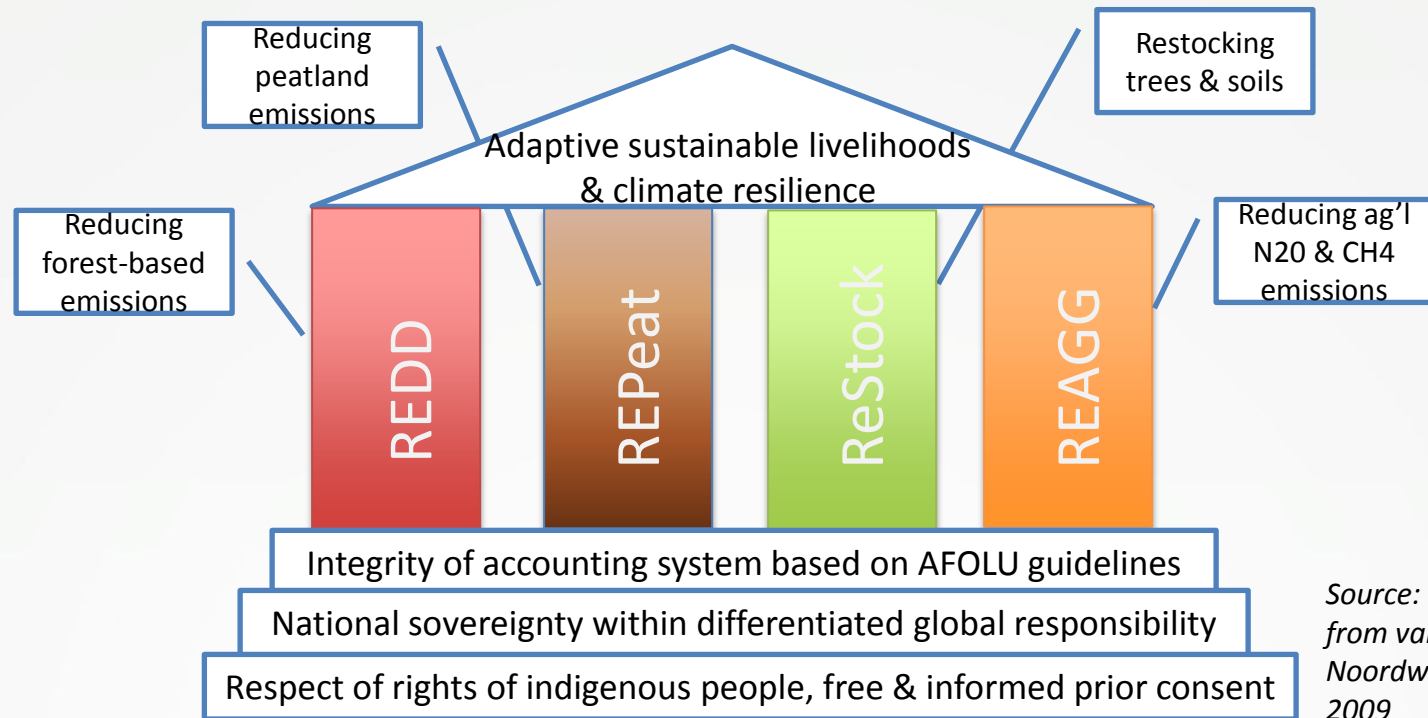 Reducing
peatland
emissions
Restocking
trees & soils
Adaptive sustainable livelihoods
& climate resilience
Reducing
forest-based
emissions
Reducing ag’l
N20 & CH4
emissions
REDD
REPeat
ReStock
REAGG
Integrity of accounting system based on AFOLU guidelines
National sovereignty within differentiated global responsibility
Respect of rights of indigenous people, free & informed prior consent
Source:
from
2009